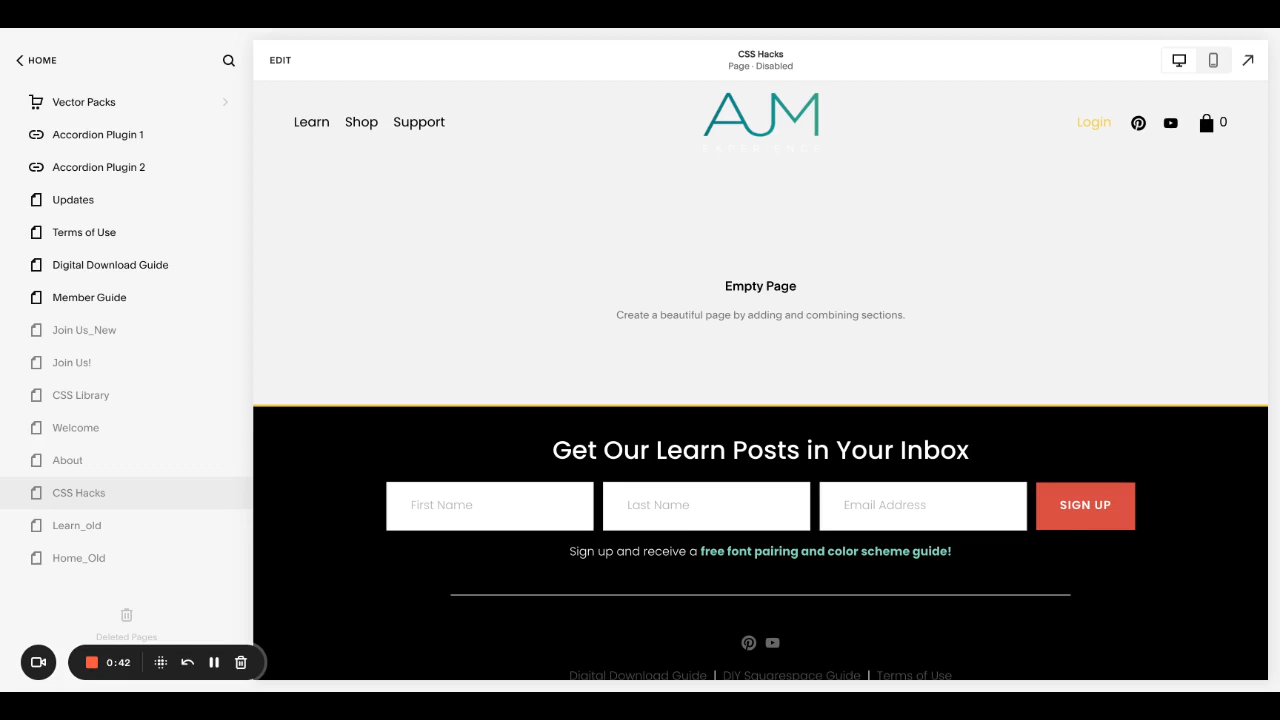 HOME
Vector Packs
Accordion Plugin 1
Accordion Plugin 2
Updates
Terms of Use
Digital Download Guide
Member Guide
Join Us_New
Join Us!
CSS Library
Welcome
About
CSS Hacks
Learn_old
Home_Old
Deleted Pages
0:42
EDIT
CSS Hacks
Page · Disabled
Learn Shop Support
AJM
EXPERIENCE
Login 0
Empty Page
Create a beautiful page by adding and combining sections.
Get Our Learn Posts in Your Inbox
First Name Last Name Email Address SIGN UP
Sign up and receive a free font pairing and color scheme guide!
Digital Download Guide | DIY Squarespace Guide | Terms of Use